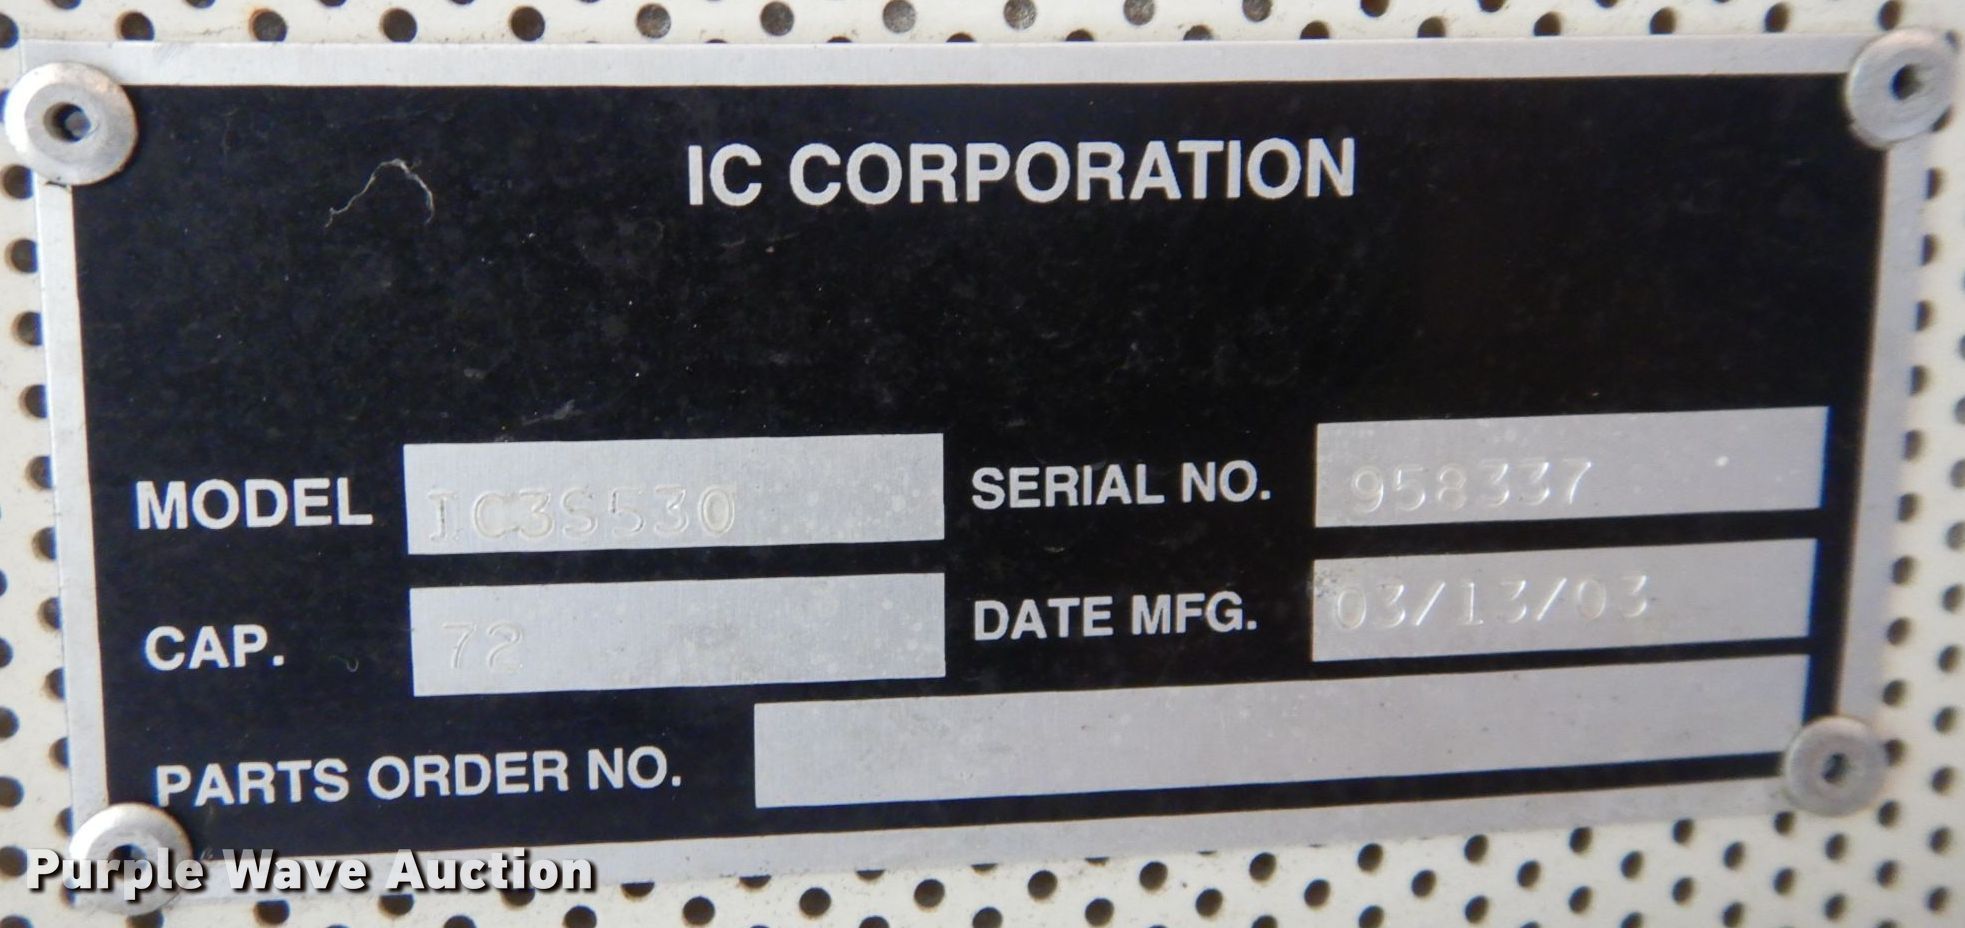 IC CORPORATION
MODEL IC3S530 SERIAL NO. 958337
CAP. 72 DATE MFG. 03/13/03
PARTS ORDER NO.
Purple Wave Auction